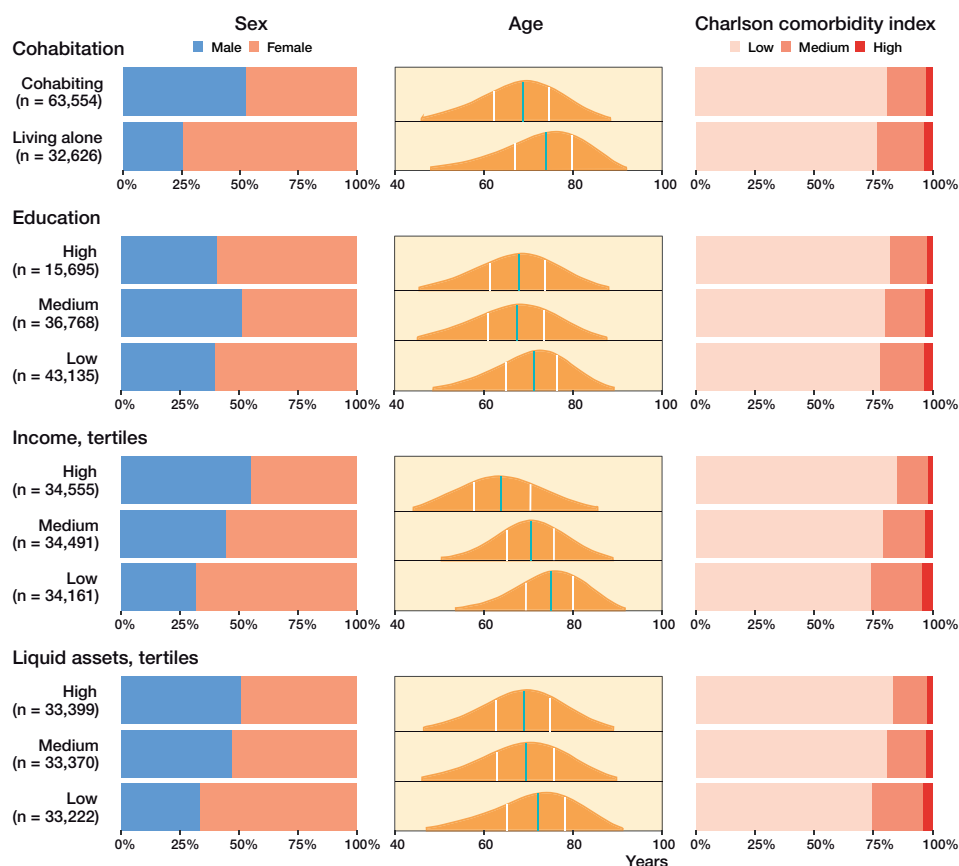 Sex
Age
Charlson comorbidity index
Male Female
Low Medium High
Cohabitation
Cohabiting
(n = 63,554)
Living alone
(n = 32,626)
0% 25% 50% 75% 100%
40 60 80 100
0% 25% 50% 75% 100%
Education
High
(n = 15,695)
Medium
(n = 36,768)
Low
(n = 43,135)
0% 25% 50% 75% 100%
40 60 80 100
0% 25% 50% 75% 100%
Income, tertiles
High
(n = 34,555)
Medium
(n = 34,491)
Low
(n = 34,161)
0% 25% 50% 75% 100%
40 60 80 100
0% 25% 50% 75% 100%
Liquid assets, tertiles
High
(n = 33,399)
Medium
(n = 33,370)
Low
(n = 33,222)
0% 25% 50% 75% 100%
40 60 80 100
0% 25% 50% 75% 100%
Years